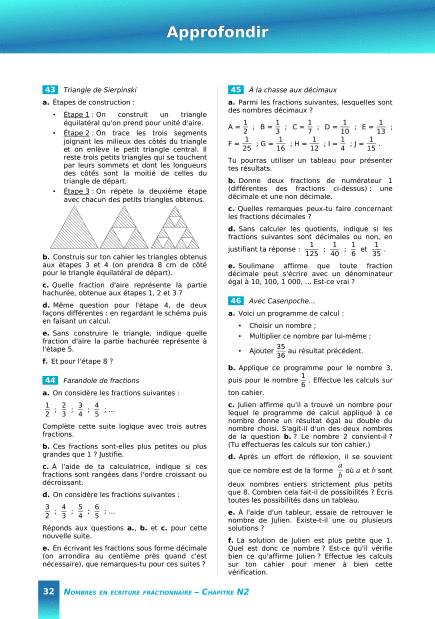 Approfondir
43 Triangle de Sierpinski
a. Étapes de construction :
• Étape 1 : On construit un triangle
équilatéral qu'on prend pour unité d'aire.
• Étape 2 : On trace les trois segments
joignant les milieux des côtés du triangle
et on enlève le petit triangle central. Il
reste trois petits triangles qui se touchent
par leurs sommets et dont les longueurs
des côtés sont la moitié de celles du
triangle de départ.
• Étape 3 : On répète la deuxième étape
avec chacun des petits triangles obtenus.
b. Construis sur ton cahier les triangles obtenus
aux étapes 3 et 4 (on prendra 8 cm de côté
pour le triangle équilatéral de départ).
c. Quelle fraction d'aire représente la partie
hachurée, obtenue aux étapes 1, 2 et 3 ?
d. Même question pour l'étape 4, de deux
façons différentes : en regardant le schéma puis
en faisant un calcul.
e. Sans construire le triangle, indique quelle
fraction d'aire la partie hachurée représente à
l'étape 5.
f. Et pour l'étape 8 ?
44 Farandole de fractions
a. On considère les fractions suivantes :
1/2 ; 2/3 ; 3/4 ; 4/5 ; ...
Complète cette suite logique avec trois autres
fractions.
b. Ces fractions sont-elles plus petites ou plus
grandes que 1 ? Justifie.
c. À l'aide de ta calculatrice, indique si ces
fractions sont rangées dans l'ordre croissant ou
décroissant.
d. On considère les fractions suivantes :
3/2 ; 4/3 ; 5/4 ; 6/5 ; ...
Réponds aux questions a., b. et c. pour cette
nouvelle suite.
e. En écrivant les fractions sous forme décimale
(on arrondira au centième près quand c'est
nécessaire), que remarques-tu pour ces suites ?
45 À la chasse aux décimaux
a. Parmi les fractions suivantes, lesquelles sont
des nombres décimaux ?
A = 1/2 ; B = 1/3 ; C = 1/7 ; D = 1/10 ; E = 1/13 ;
F = 1/25 ; G = 1/16 ; H = 1/12 ; I = 1/4 ; J = 1/15 .
Tu pourras utiliser un tableau pour présenter
tes résultats.
b. Donne deux fractions de numérateur 1
(différentes des fractions ci-dessus) : une
décimale et une non décimale.
c. Quelles remarques peux-tu faire concernant
les fractions décimales ?
d. Sans calculer les quotients, indique si les
fractions suivantes sont décimales ou non, en
justifiant ta réponse : 1/125 ; 1/40 ; 1/6 et 1/35 .
e. Soulimane affirme que toute fraction
décimale peut s'écrire avec un dénominateur
égal à 10, 100, 1 000, ... Est-ce vrai ?
46 Avec Casenpoche...
a. Voici un programme de calcul :
• Choisir un nombre ;
• Multiplier ce nombre par lui-même ;
• Ajouter 35/36 au résultat précédent.
b. Applique ce programme pour le nombre 3,
puis pour le nombre 1/6 . Effectue les calculs sur
ton cahier.
c. Julien affirme qu'il a trouvé un nombre pour
lequel le programme de calcul appliqué à ce
nombre donne un résultat égal au double du
nombre choisi. S'agit-il d'un des deux nombres
de la question b. ? Le nombre 2 convient-il ?
(Tu effectueras les calculs sur ton cahier.)
d. Après un effort de réflexion, il se souvient
que ce nombre est de la forme a/b où a et b sont
deux nombres entiers strictement plus petits
que 8. Combien cela fait-il de possibilités ? Écris
toutes les possibilités dans un tableau.
e. À l'aide d'un tableur, essaie de retrouver le
nombre de Julien. Existe-t-il une ou plusieurs
solutions ?
f. La solution de Julien est plus petite que 1.
Quel est donc ce nombre ? Est-ce qu'il vérifie
bien ce qu'affirme Julien ? Effectue les calculs
sur ton cahier pour mener à bien cette
vérification.
32 NOMBRES EN ÉCRITURE FRACTIONNAIRE – CHAPITRE N2